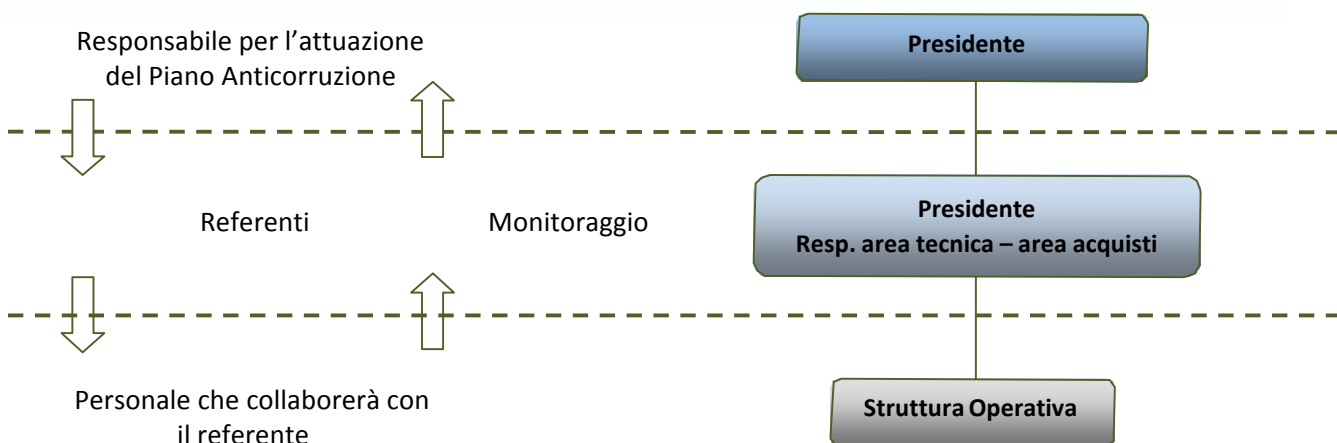 Responsabile per l'attuazione
del Piano Anticorruzione
Presidente
Referenti
Monitoraggio
Presidente
Resp. area tecnica – area acquisti
Personale che collaborerà con
il referente
Struttura Operativa